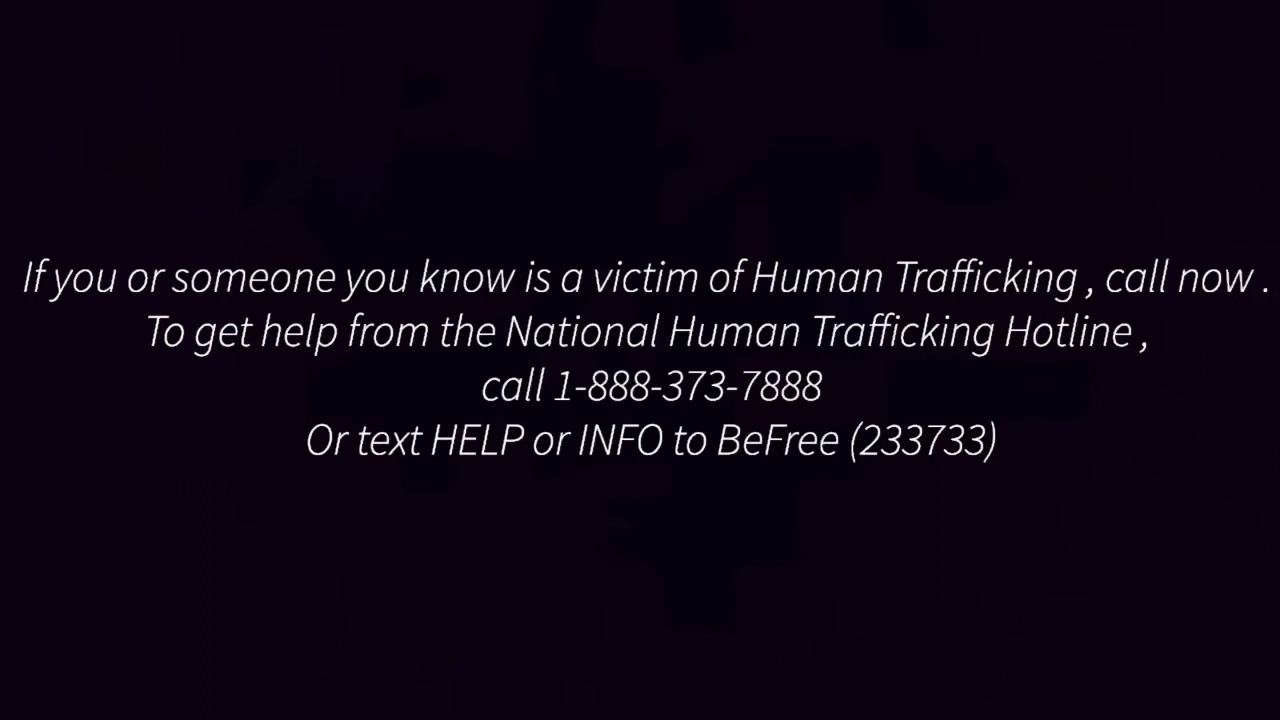 If you or someone you know is a victim of Human Trafficking , call now .
To get help from the National Human Trafficking Hotline ,
call 1-888-373-7888
Or text HELP or INFO to BeFree (233733)